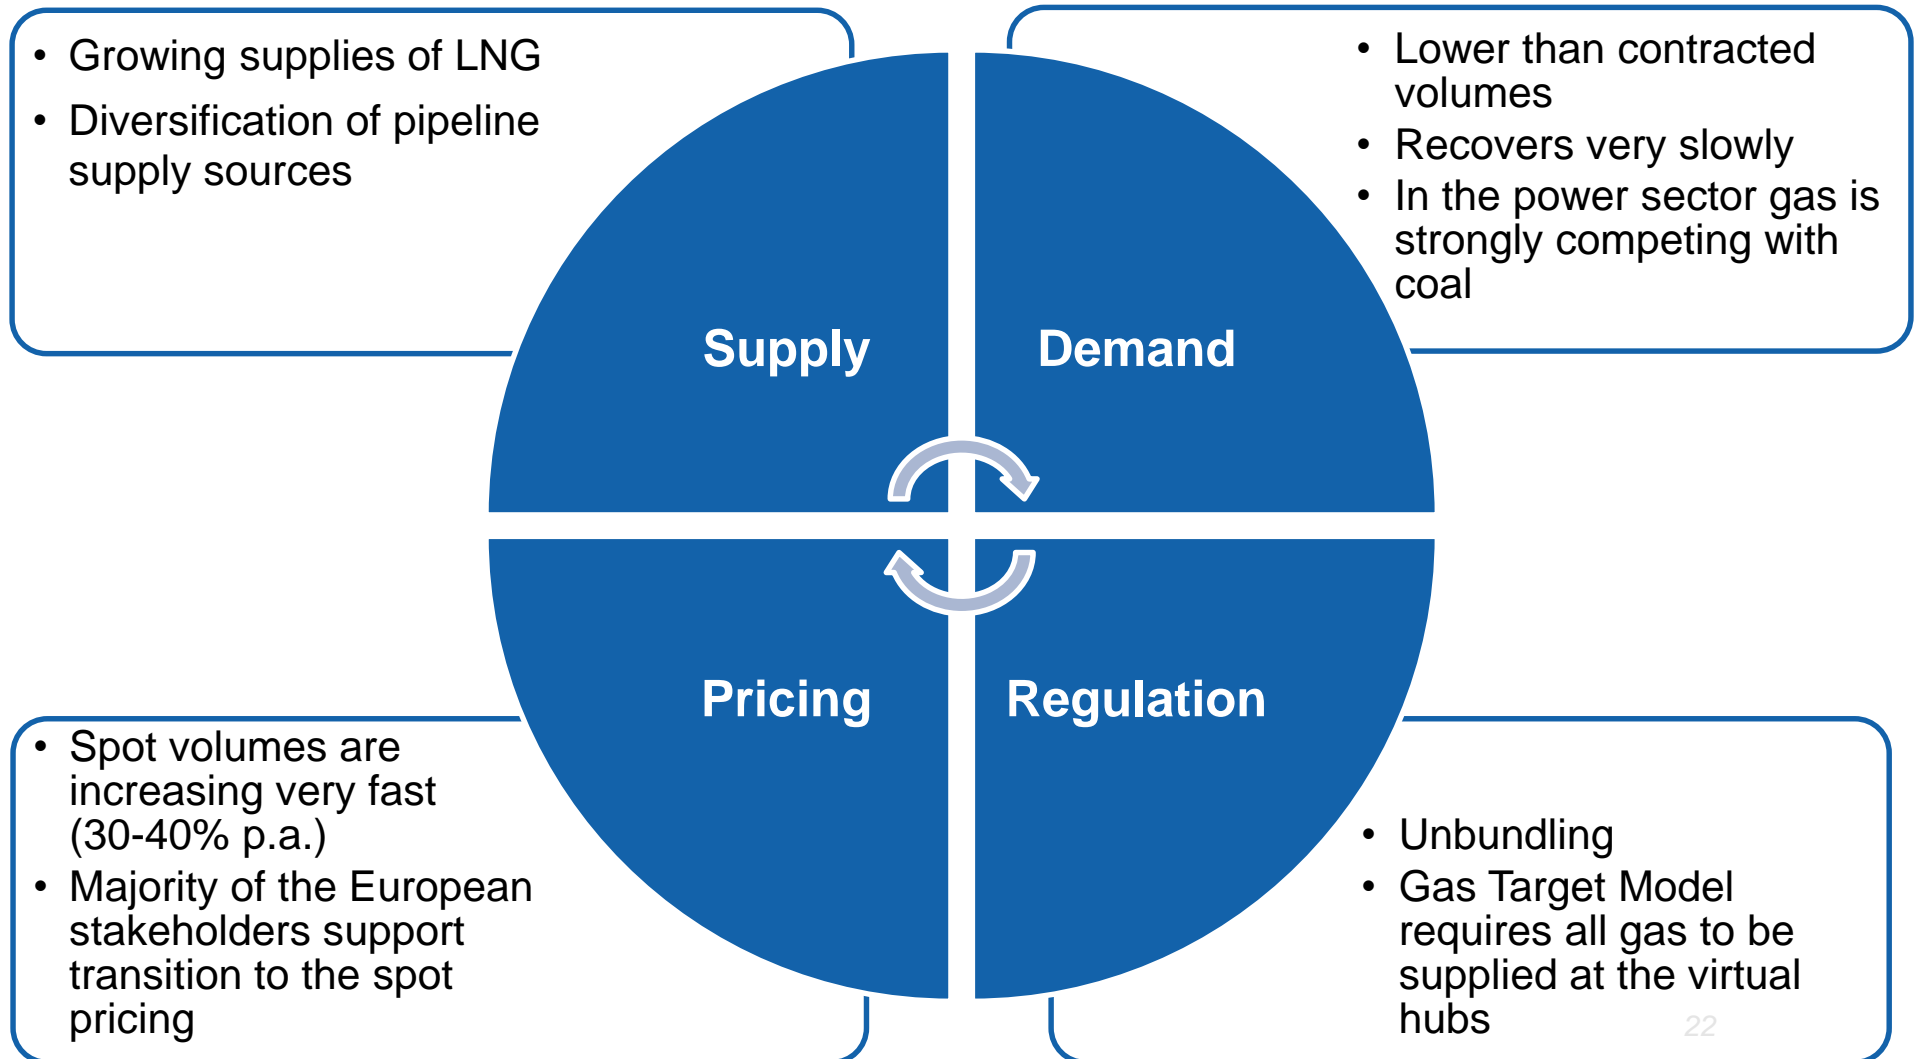 • Growing supplies of LNG
• Diversification of pipeline
supply sources
• Lower than contracted
volumes
• Recovers very slowly
• In the power sector gas is
strongly competing with
coal
Supply
Demand
Pricing
Regulation
• Spot volumes are
increasing very fast
(30-40% p.a.)
• Majority of the European
stakeholders support
transition to the spot
pricing
• Unbundling
• Gas Target Model
requires all gas to be
supplied at the virtual
hubs
22